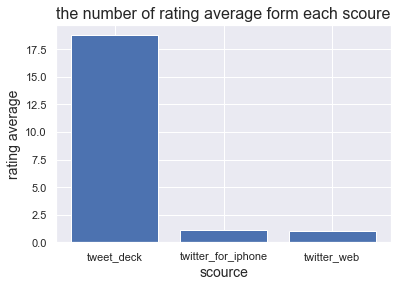 the number of rating average form each scoure
17.5
15.0
12.5
10.0
7.5
5.0
2.5
0.0
rating average
tweet_deck
twitter_for_iphone
twitter_web
scource